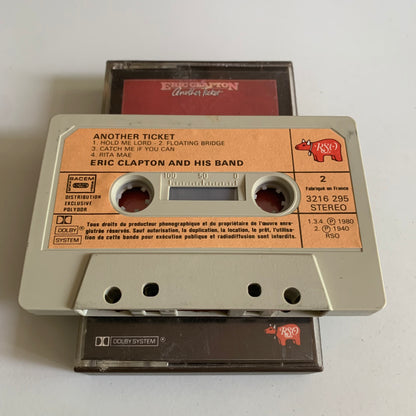 ERIC CLAPTON
Another Ticket
ANOTHER TICKET
1. HOLD ME LORD - 2. FLOATING BRIDGE
3. CATCH ME IF YOU CAN
4. RITA MAE
ERIC CLAPTON AND HIS BAND
RSO
SACEM
DISTRIBUTION
EXCLUSIVE
POLYDOR
100 50 0
2
Fabriqué en France
3216 295
STEREO
DOLBY
SYSTEM
Tous droits du producteur phonographique et du propriétaire de l'œuvre enre-
gistrée réservés. Sauf autorisation, la duplication, la location, le prêt, l'utilisa-
tion de cette bande pour exécution publique et radiodiffusion sont interdits.
1.3.4. Ⓟ 1980
2. Ⓟ 1940
RSO
DOLBY SYSTEM ®
RSO